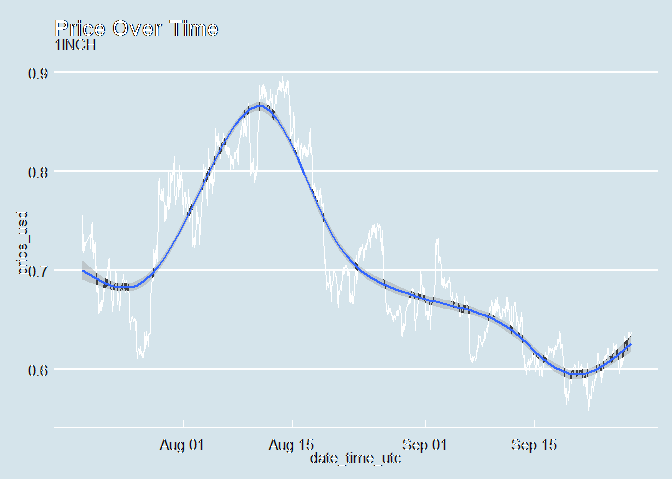 Price Over Time
1INCH
0.9
0.8
0.7
0.6
price_usd
Aug 01
Aug 15
Sep 01
Sep 15
date_time_utc